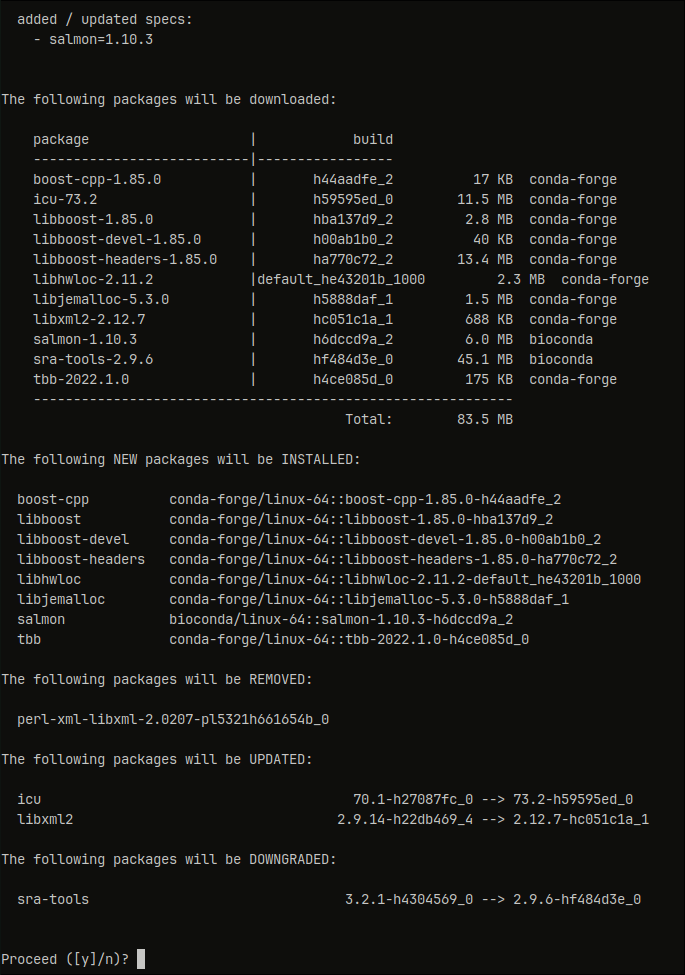 added / updated specs:
- salmon=1.10.3
The following packages will be downloaded:
package | build
---------------------------|-----------------
boost-cpp-1.85.0 | h44aadfe_2 17 KB conda-forge
icu-73.2 | h59595ed_0 11.5 MB conda-forge
libboost-1.85.0 | hba137d9_2 2.8 MB conda-forge
libboost-devel-1.85.0 | h00ab1b0_2 40 KB conda-forge
libboost-headers-1.85.0 | ha770c72_2 13.4 MB conda-forge
libhwloc-2.11.2 |default_he43201b_1000 2.3 MB conda-forge
libjemalloc-5.3.0 | h5888daf_1 1.5 MB conda-forge
libxml2-2.12.7 | hc051c1a_1 688 KB conda-forge
salmon-1.10.3 | h6dccd9a_2 6.0 MB bioconda
sra-tools-2.9.6 | hf484d3e_0 45.1 MB bioconda
tbb-2022.1.0 | h4ce085d_0 175 KB conda-forge
------------------------------------------------------------
Total: 83.5 MB
The following NEW packages will be INSTALLED:
boost-cpp conda-forge/linux-64::boost-cpp-1.85.0-h44aadfe_2
libboost conda-forge/linux-64::libboost-1.85.0-hba137d9_2
libboost-devel conda-forge/linux-64::libboost-devel-1.85.0-h00ab1b0_2
libboost-headers conda-forge/linux-64::libboost-headers-1.85.0-ha770c72_2
libhwloc conda-forge/linux-64::libhwloc-2.11.2-default_he43201b_1000
libjemalloc conda-forge/linux-64::libjemalloc-5.3.0-h5888daf_1
salmon bioconda/linux-64::salmon-1.10.3-h6dccd9a_2
tbb conda-forge/linux-64::tbb-2022.1.0-h4ce085d_0
The following packages will be REMOVED:
perl-xml-libxml-2.0207-pl5321h661654b_0
The following packages will be UPDATED:
icu 70.1-h27087fc_0 --> 73.2-h59595ed_0
libxml2 2.9.14-h22db469_4 --> 2.12.7-hc051c1a_1
The following packages will be DOWNGRADED:
sra-tools 3.2.1-h4304569_0 --> 2.9.6-hf484d3e_0
Proceed ([y]/n)?